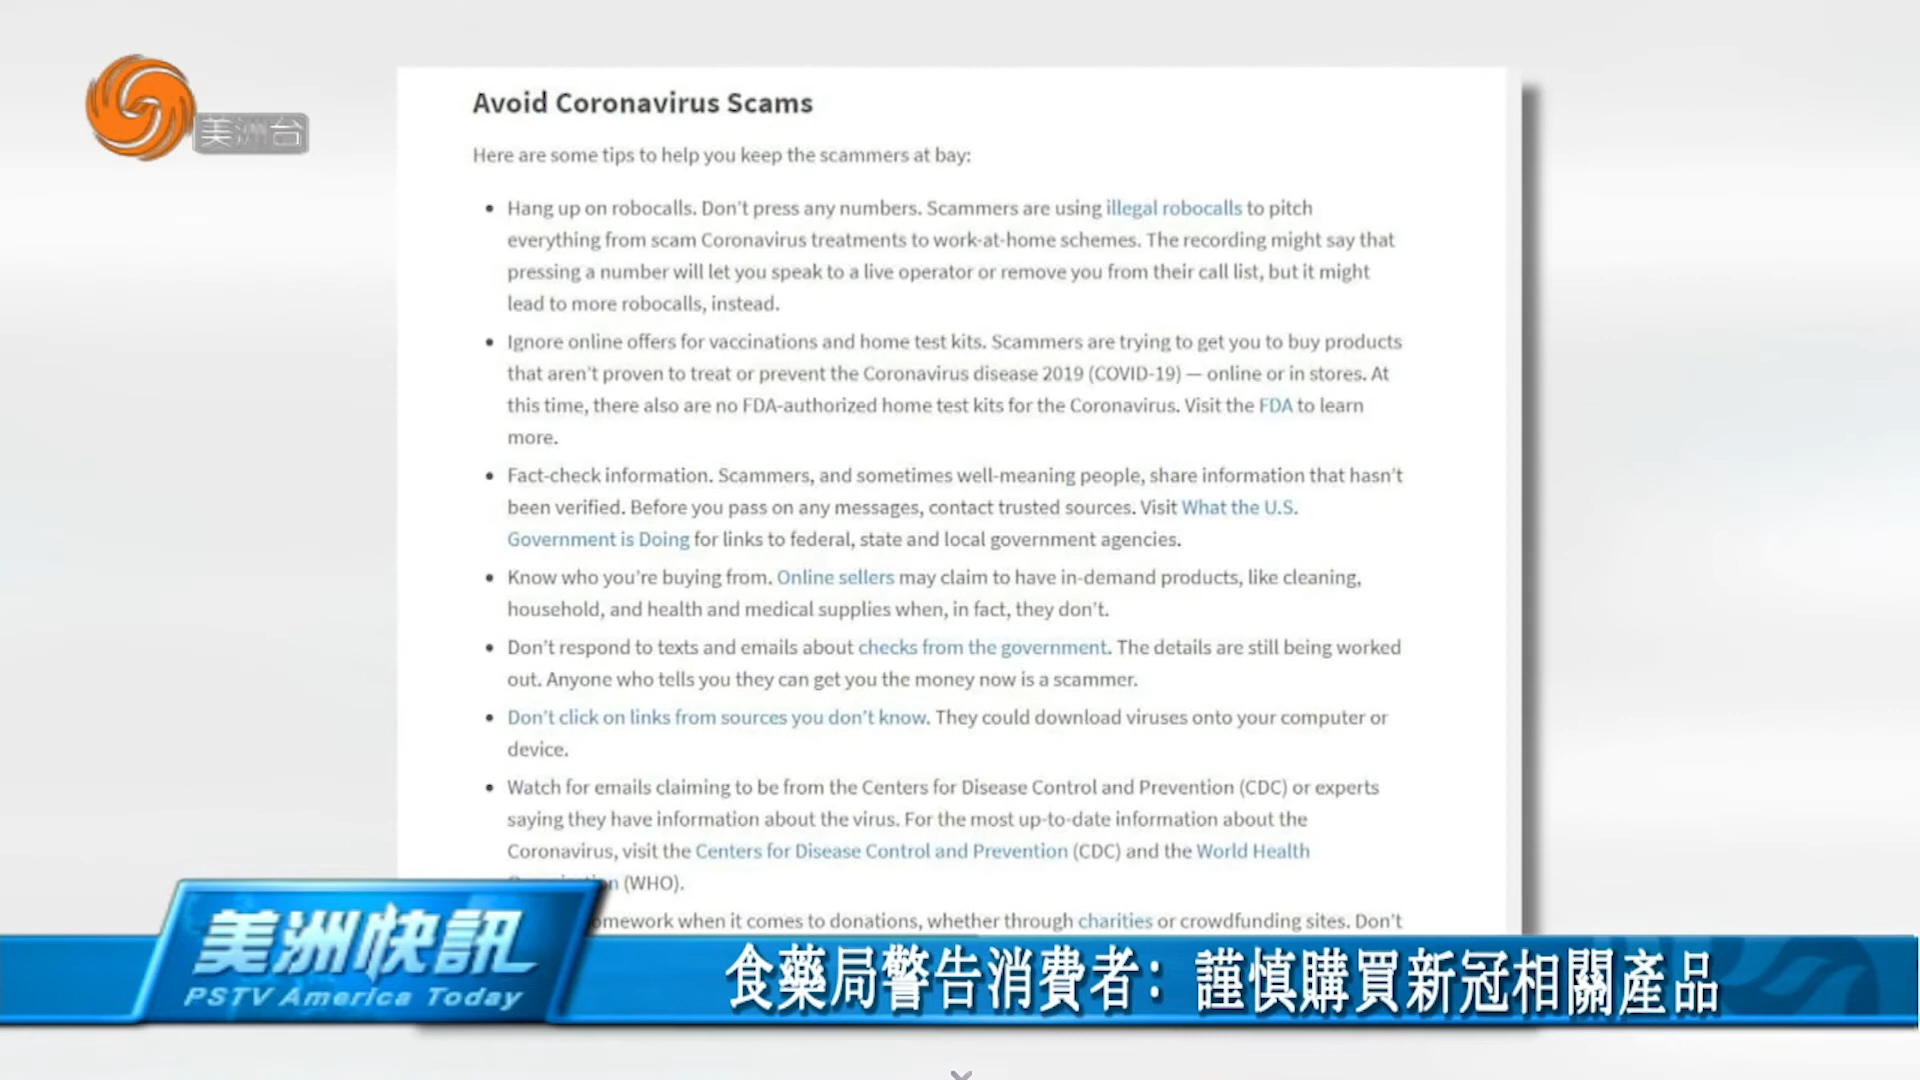 美洲台
Avoid Coronavirus Scams
Here are some tips to help you keep the scammers at bay:
• Hang up on robocalls. Don't press any numbers. Scammers are using illegal robocalls to pitch
everything from scam Coronavirus treatments to work-at-home schemes. The recording might say that
pressing a number will let you speak to a live operator or remove you from their call list, but it might
lead to more robocalls, instead.
• Ignore online offers for vaccinations and home test kits. Scammers are trying to get you to buy products
that aren't proven to treat or prevent the Coronavirus disease 2019 (COVID-19) — online or in stores. At
this time, there also are no FDA-authorized home test kits for the Coronavirus. Visit the FDA to learn
more.
• Fact-check information. Scammers, and sometimes well-meaning people, share information that hasn't
been verified. Before you pass on any messages, contact trusted sources. Visit What the U.S.
Government is Doing for links to federal, state and local government agencies.
• Know who you're buying from. Online sellers may claim to have in-demand products, like cleaning,
household, and health and medical supplies when, in fact, they don't.
• Don't respond to texts and emails about checks from the government. The details are still being worked
out. Anyone who tells you they can get you the money now is a scammer.
• Don't click on links from sources you don't know. They could download viruses onto your computer or
device.
• Watch for emails claiming to be from the Centers for Disease Control and Prevention (CDC) or experts
saying they have information about the virus. For the most up-to-date information about the
Coronavirus, visit the Centers for Disease Control and Prevention (CDC) and the World Health
(WHO).
when it comes to donations, whether through charities or crowdfunding sites. Don't
美洲快訊
PSTV America Today
食藥局警告消費者：謹慎購買新冠相關產品